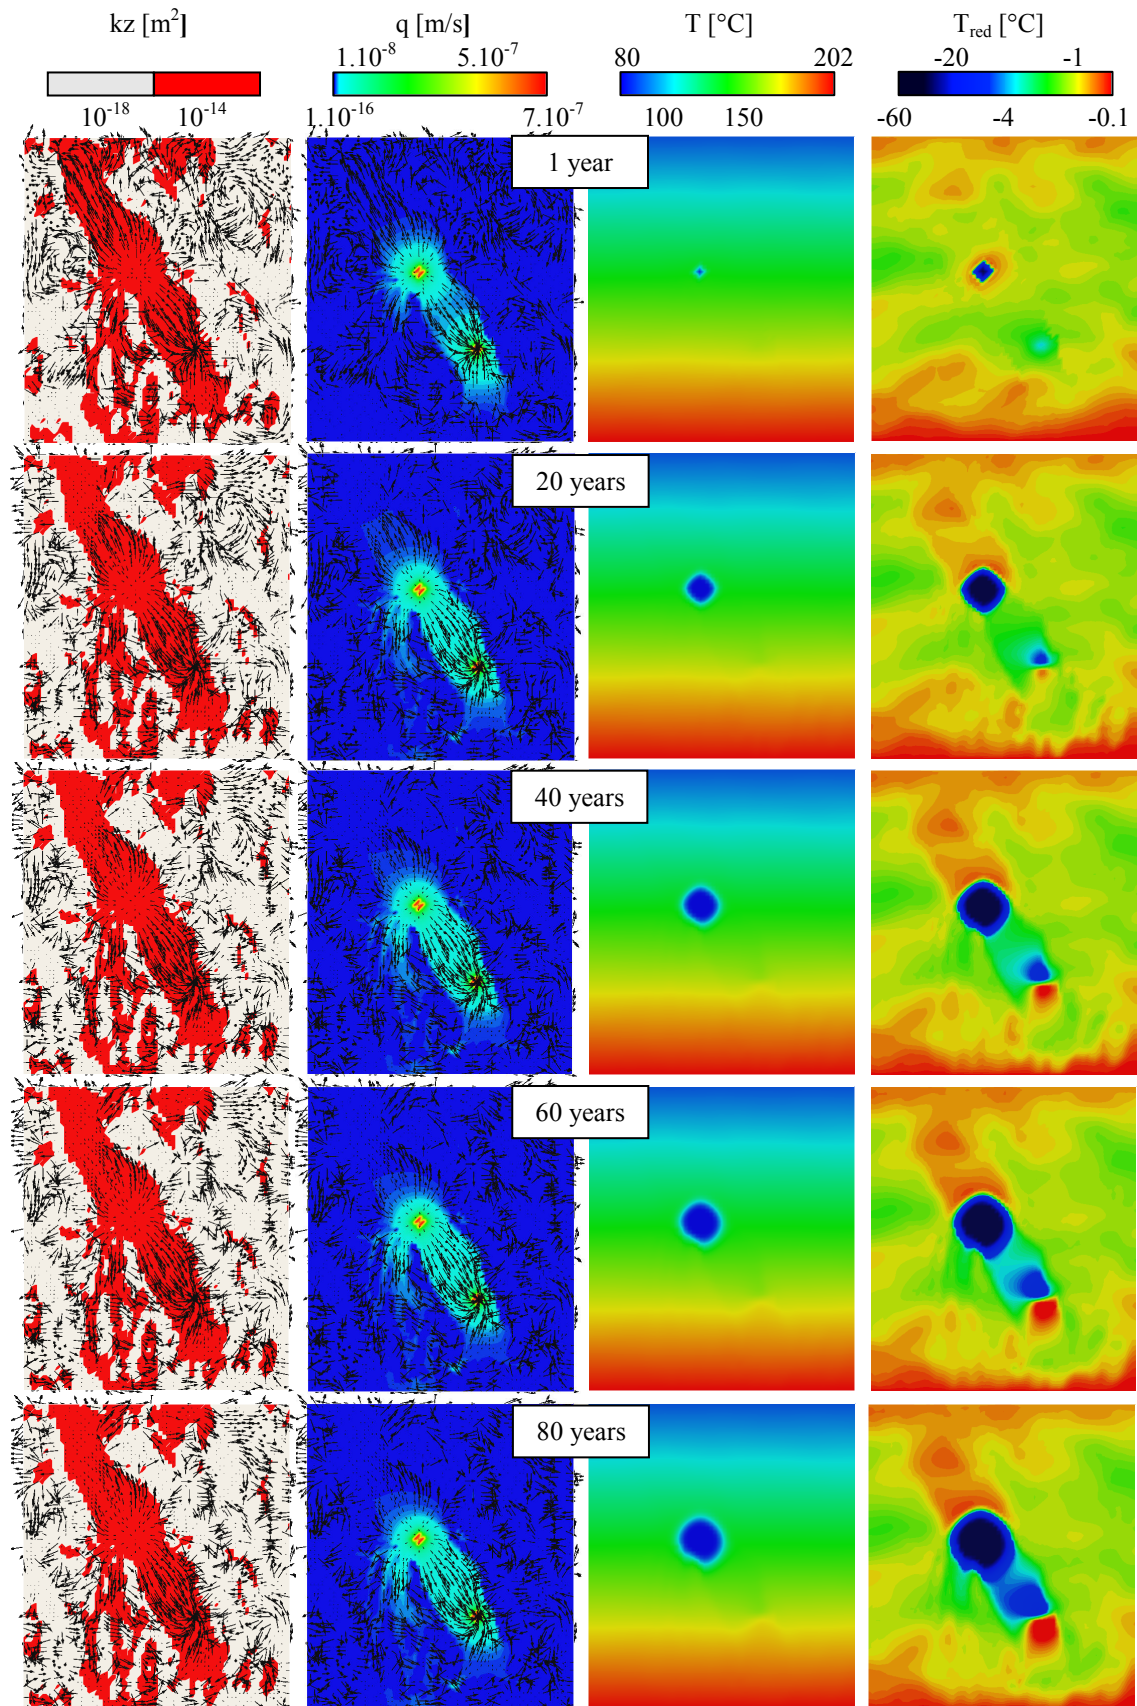 kz [m²] q [m/s] T [°C] T_red [°C]
1.10⁻⁸ 5.10⁻⁷ 80 202 -20 -1
10⁻¹⁸ 10⁻¹⁴ 1.10⁻¹⁶ 7.10⁻⁷ 100 150 -60 -4 -0.1
1 year
20 years
40 years
60 years
80 years